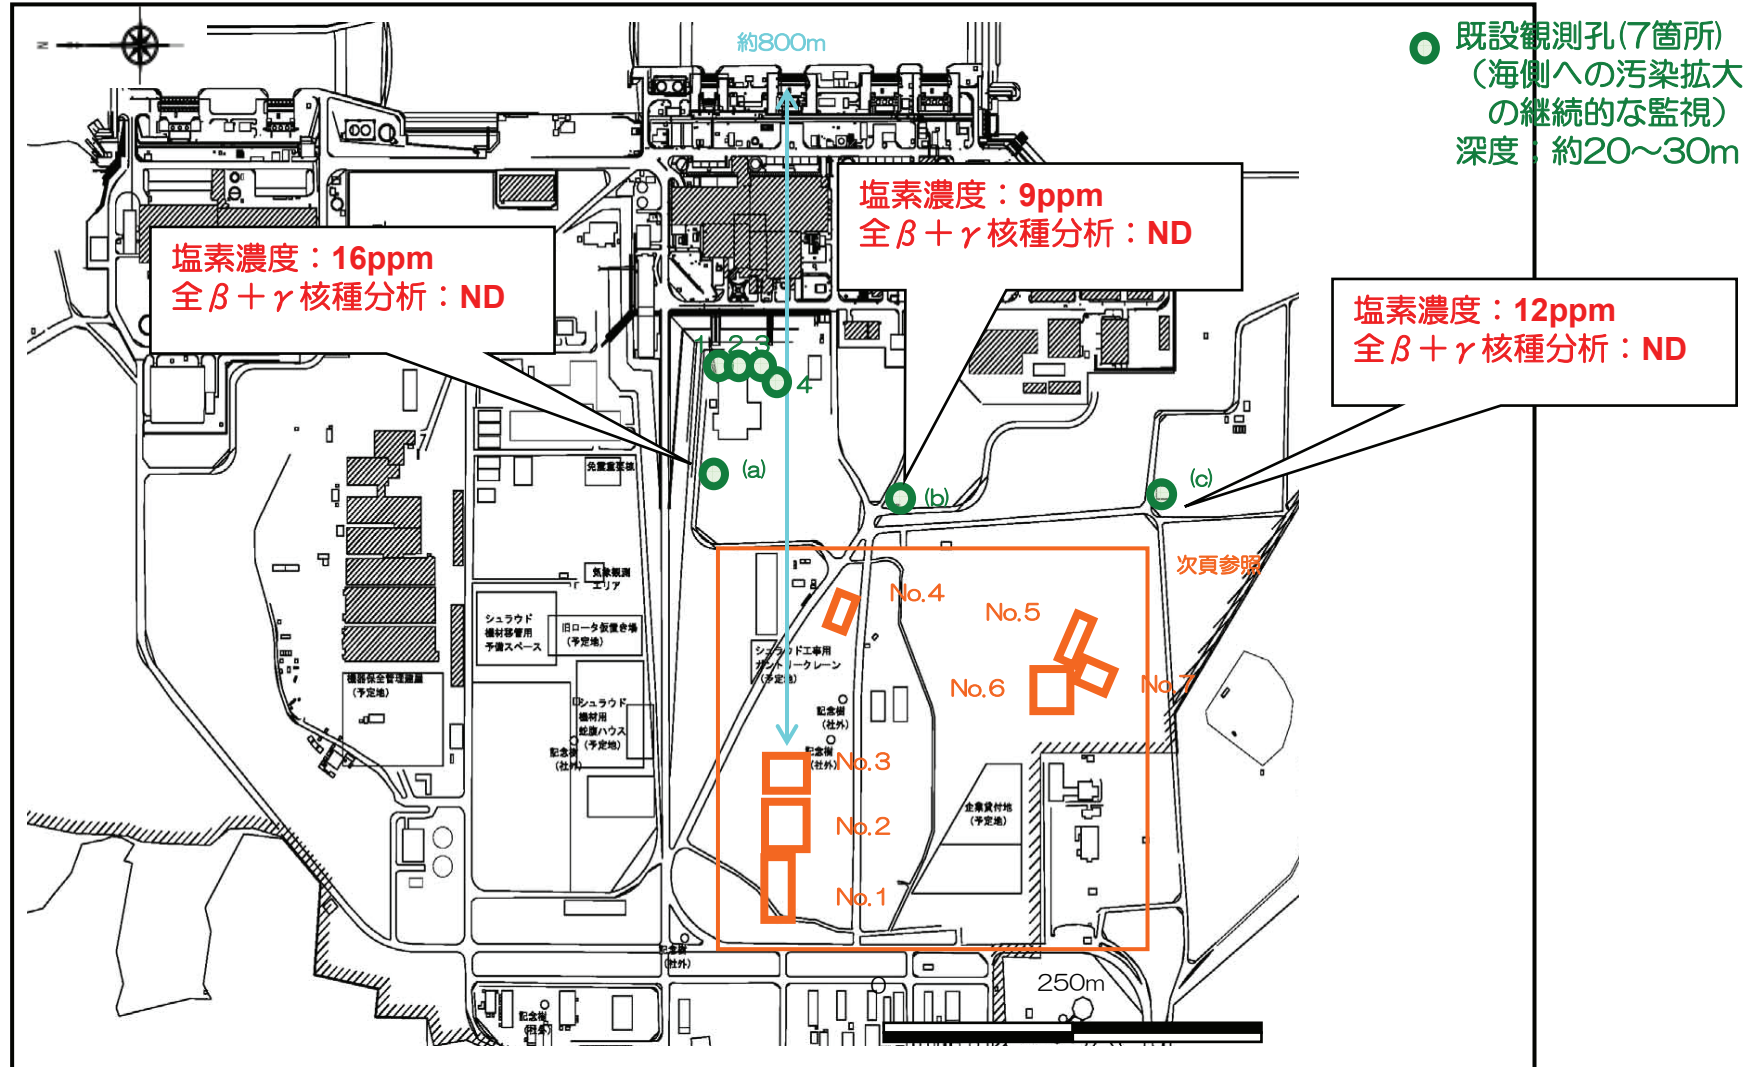 N
約800m
既設観測孔(7箇所)
（海側への汚染拡大
の継続的な監視）
深度：約20～30m
塩素濃度：9ppm
全β＋γ核種分析：ND
塩素濃度：16ppm
全β＋γ核種分析：ND
塩素濃度：12ppm
全β＋γ核種分析：ND
1
2
3
4
(a)
(b)
(c)
免震重要棟
次頁参照
気象観測
エリア
No.4
No.5
シュラウド
機材移管用
予備スペース
旧ロータ仮置き場
（予定地）
シュラウド工事用
ガントリークレーン
（予定地）
No.6
No.7
機器保全管理建屋
（予定地）
シュラウド
機材用
蛇腹ハウス
（予定地）
記念樹
（社外）
記念樹
（社外）
記念樹
（社外）
No.3
No.2
企業貸付地
（予定地）
No.1
記念樹
（社外）
記念樹
（社外）
0
250m